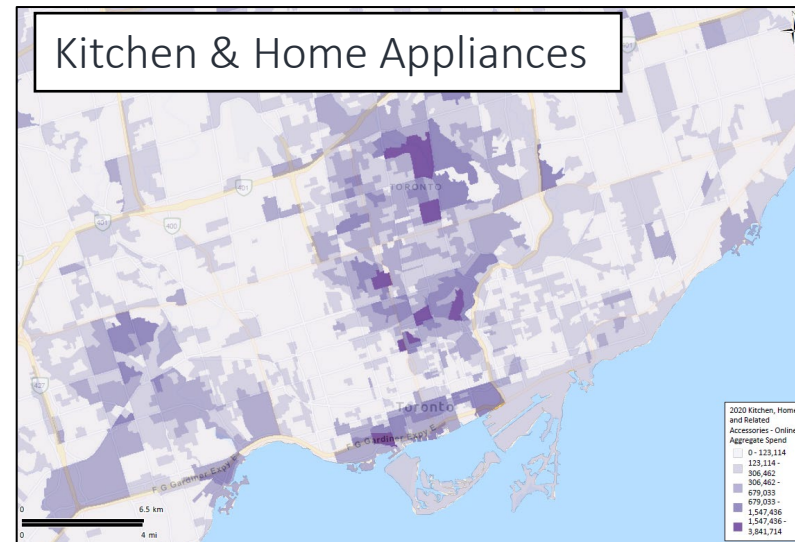 Kitchen & Home Appliances
401
TORONTO
401
401
400
427
Toronto
F G Gardiner Expy E
F G Gardiner Expy E
0 6.5 km
0 4 mi
2020 Kitchen, Home
and Related
Accessories - Online
Aggregate Spend
0 - 123,114
123,114 -
306,462
306,462 -
679,033
679,033 -
1,547,436
1,547,436 -
3,841,714